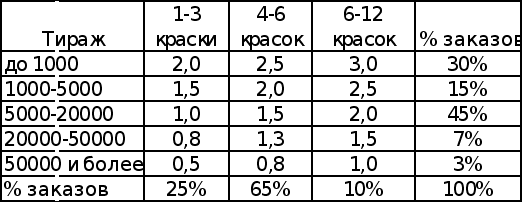 Тираж 1-3 краски 4-6 красок 6-12 красок % заказов
до 1000 2,0 2,5 3,0 30%
1000-5000 1,5 2,0 2,5 15%
5000-20000 1,0 1,5 2,0 45%
20000-50000 0,8 1,3 1,5 7%
50000 и более 0,5 0,8 1,0 3%
% заказов 25% 65% 10% 100%